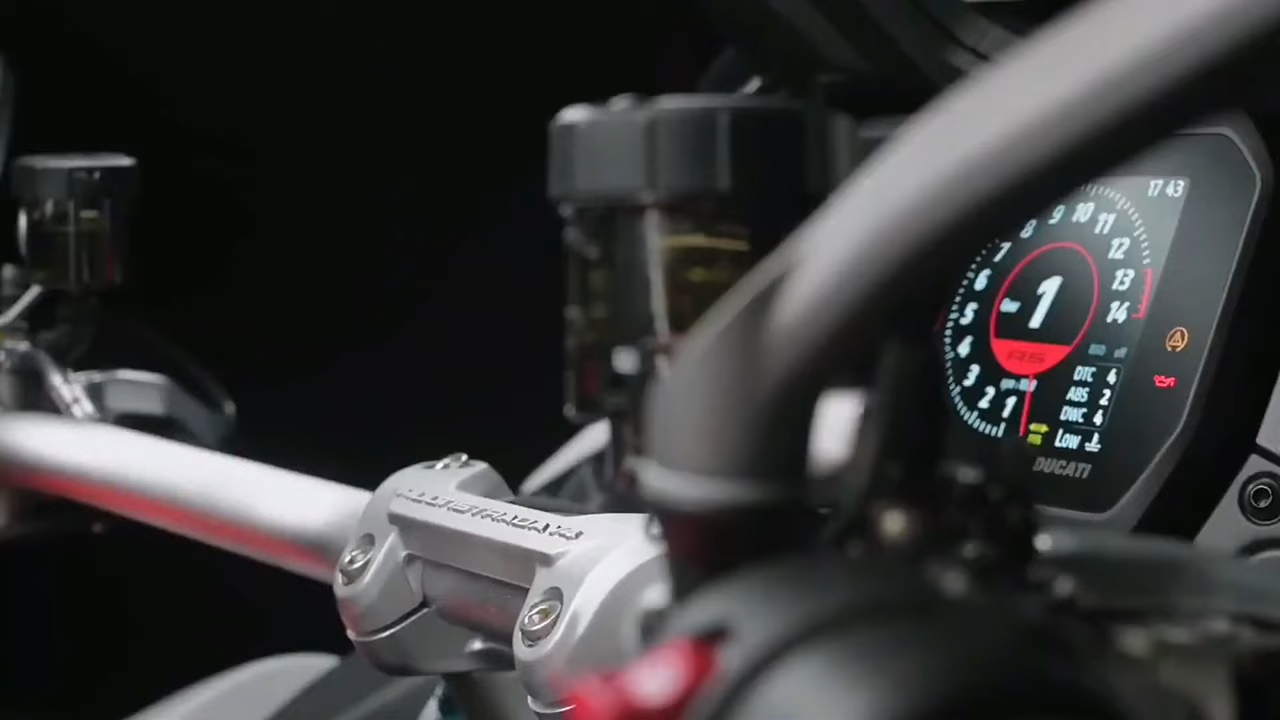 17 43
10
9
11
8
12
7
13
6
14
5
4
3
2
1
1
RS
DTC 4
ABS 2
DWC 4
Low
DUCATI
MULTISTRADA V4